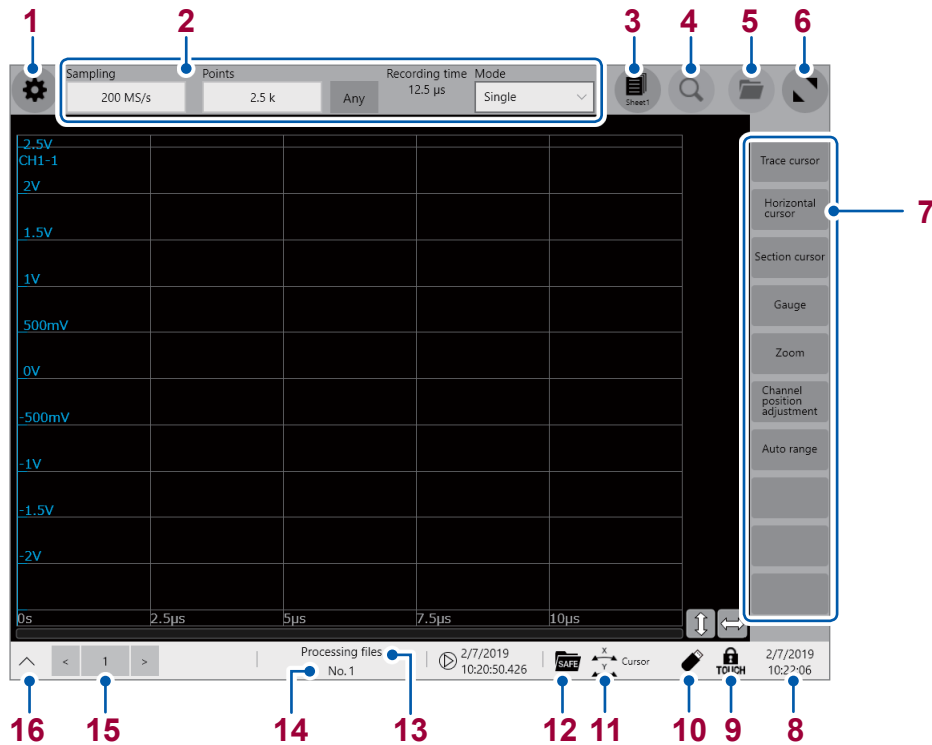 1 2 3 4 5 6
Sampling Points Recording time Mode
200 MS/s 2.5 k Any 12.5 µs Single
Sheet1
2.5V
CH1-1
2V
1.5V
1V
500mV
0V
-500mV
-1V
-1.5V
-2V
0s 2.5µs 5µs 7.5µs 10µs
Trace cursor
Horizontal
cursor
7
Section cursor
Gauge
Zoom
Channel
position
adjustment
Auto range
< 1 >
Processing files
No. 1
2/7/2019
10:20:50.426
SAFE
X
Y
Cursor
TOUCH
2/7/2019
10:22:06
16 15 14 13 12 11 10 9 8